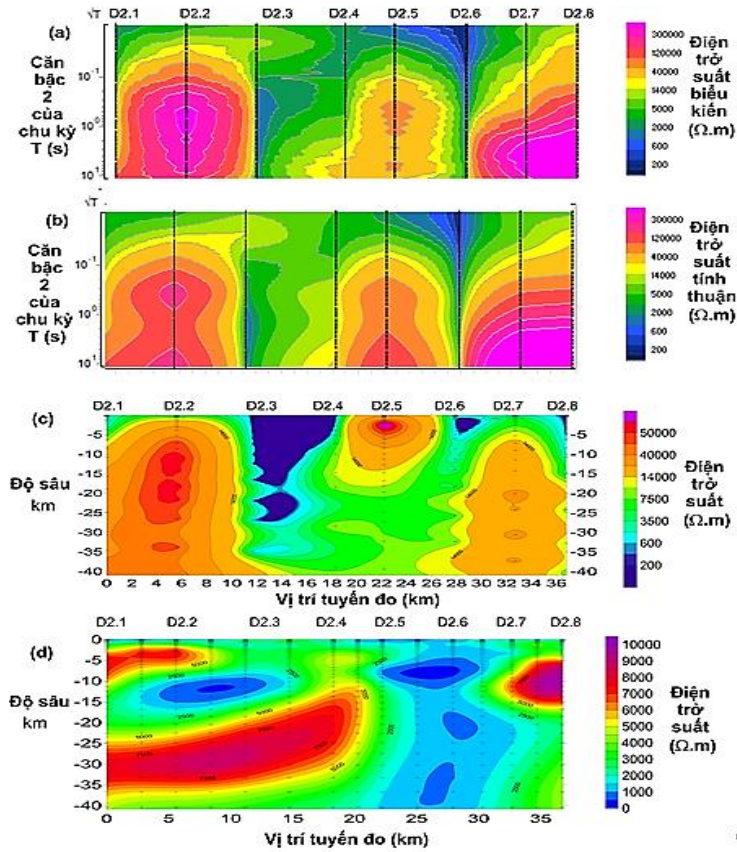 √T D2.1 D2.2 D2.3 D2.4 D2.5 D2.6 D2.7 D2.8
(a)
Căn
bậc
2
của
chu kỳ
T (s)
10⁻¹
10⁰
10¹
300000
120000
40000
14000
5000
2000
600
200
Điện
trở
suất
biểu
kiến
(Ω.m)
√T
(b)
Căn
bậc
2
của
chu kỳ
T (s)
10⁻¹
10⁰
10¹
300000
120000
40000
14000
5000
2000
600
200
Điện
trở
suất
tính
thuận
(Ω.m)
D2.1 D2.2 D2.3 D2.4 D2.5 D2.6 D2.7 D2.8
(c)
Độ sâu
km
-5
-10
-15
-20
-25
-30
-35
-40
-5
-10
-15
-20
-25
-30
-35
-40
0 2 4 6 8 10 12 14 16 18 20 22 24 26 28 30 32 34 36
Vị trí tuyến đo (km)
50000
40000
14000
7500
3500
600
200
Điện
trở
suất
(Ω.m)
D2.1 D2.2 D2.3 D2.4 D2.5 D2.6 D2.7 D2.8
(d)
Độ sâu
km
0
-5
-10
-15
-20
-25
-30
-35
-40
0 5 10 15 20 25 30 35
Vị trí tuyến đo (km)
10000
9000
8000
7000
6000
5000
4000
3000
2000
1000
0
Điện
trở
suất
(Ω.m)